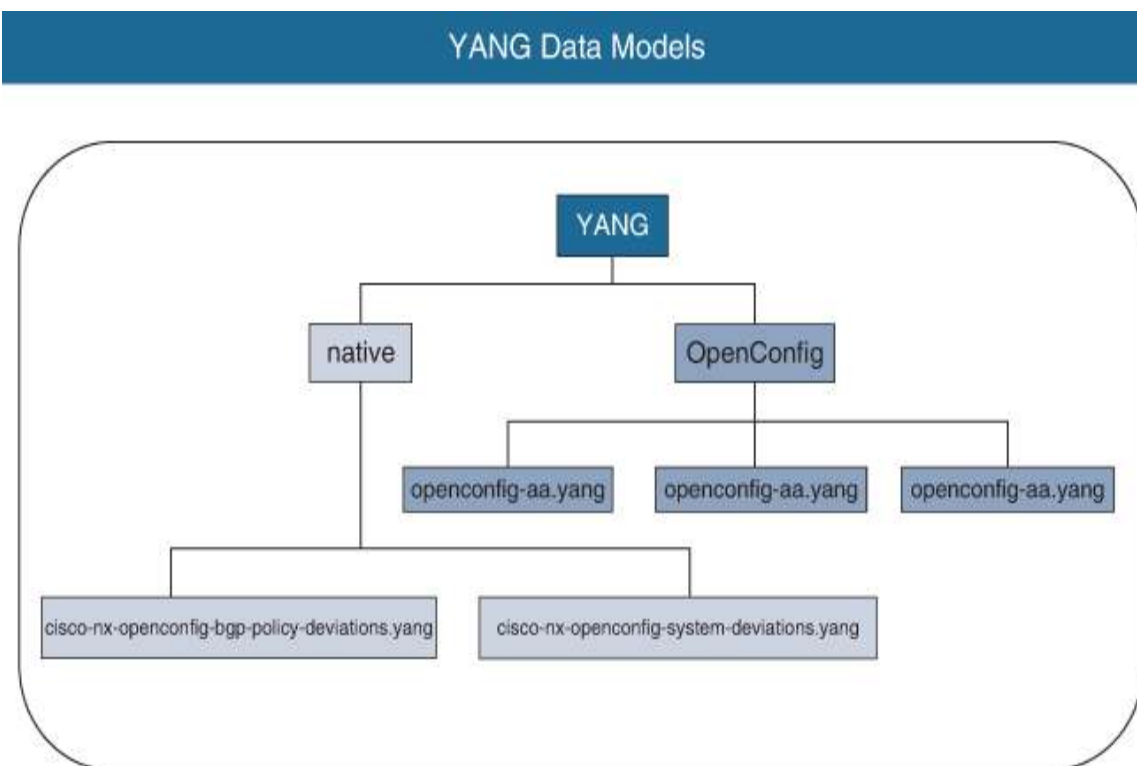 YANG Data Models
YANG
native
OpenConfig
openconfig-aa.yang
openconfig-aa.yang
openconfig-aa.yang
cisco-nx-openconfig-bgp-policy-deviations.yang
cisco-nx-openconfig-system-deviations.yang